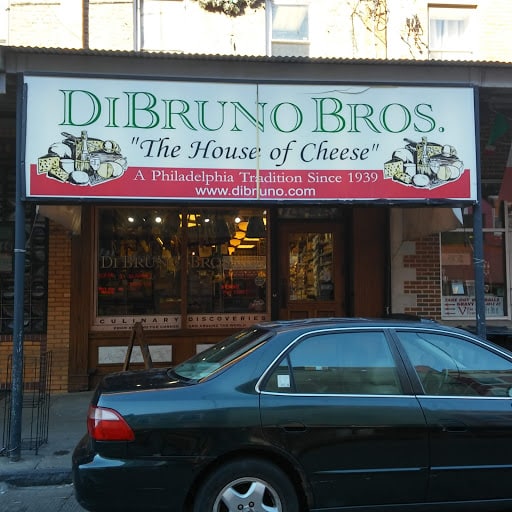 DIBRUNO BROS.
"The House of Cheese"
A Philadelphia Tradition Since 1939
www.dibruno.com
DI BRUNO BROS.
CULINARY DISCOVERIES